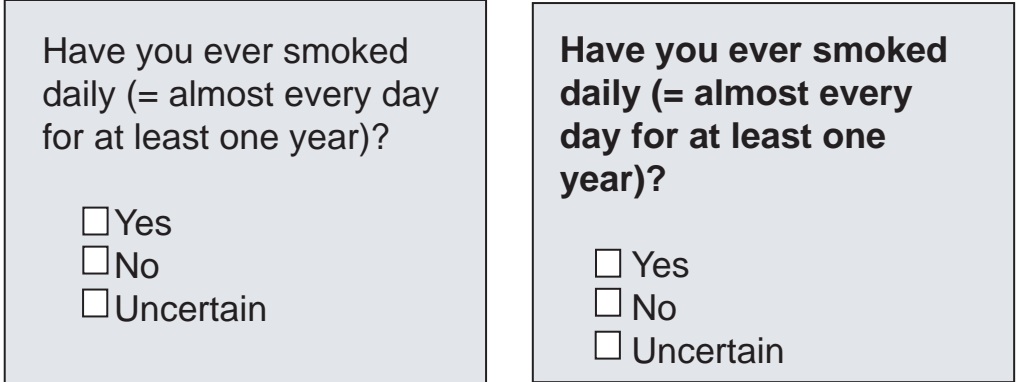 Have you ever smoked
daily (= almost every day
for at least one year)?
Yes
No
Uncertain
Have you ever smoked
daily (= almost every
day for at least one
year)?
Yes
No
Uncertain